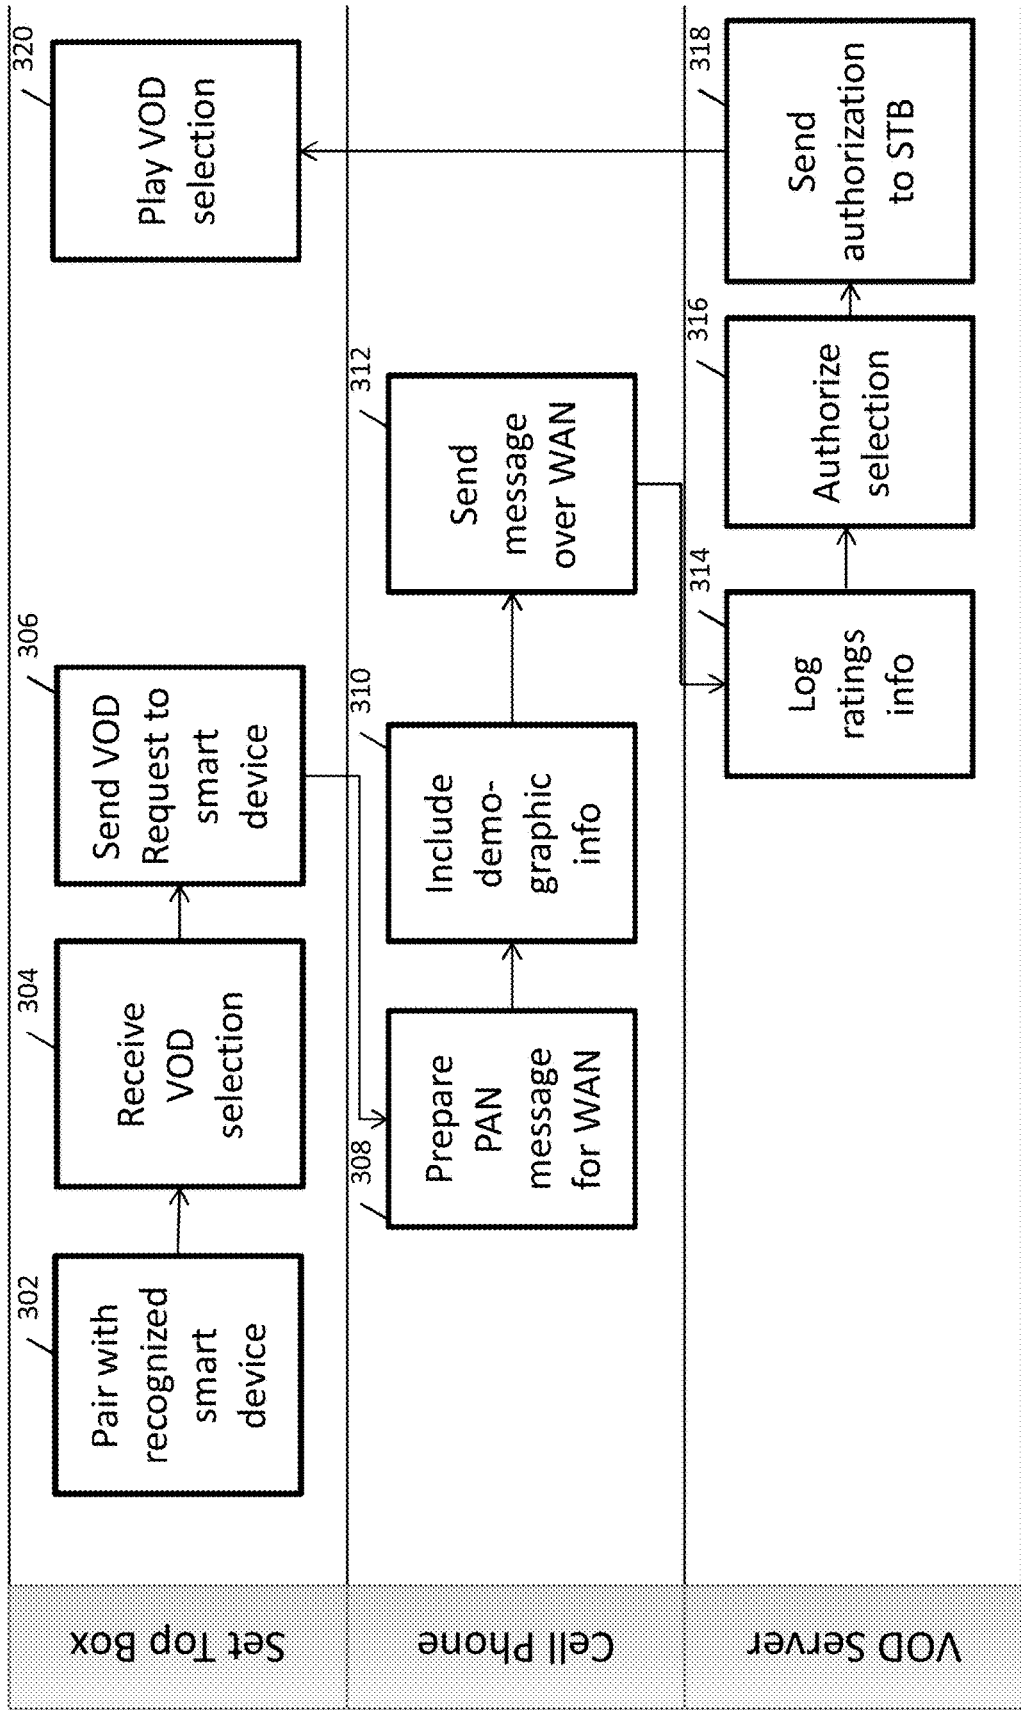 Set Top Box
302
Pair with
recognized
smart
device
304
Receive
VOD
selection
306
Send VOD
Request to
smart
device
320
Play VOD
selection
Cell Phone
308
Prepare
PAN
message
for WAN
310
Include
demo-
graphic
info
312
Send
message
over WAN
VOD Server
314
Log
ratings
info
316
Authorize
selection
318
Send
authorization
to STB